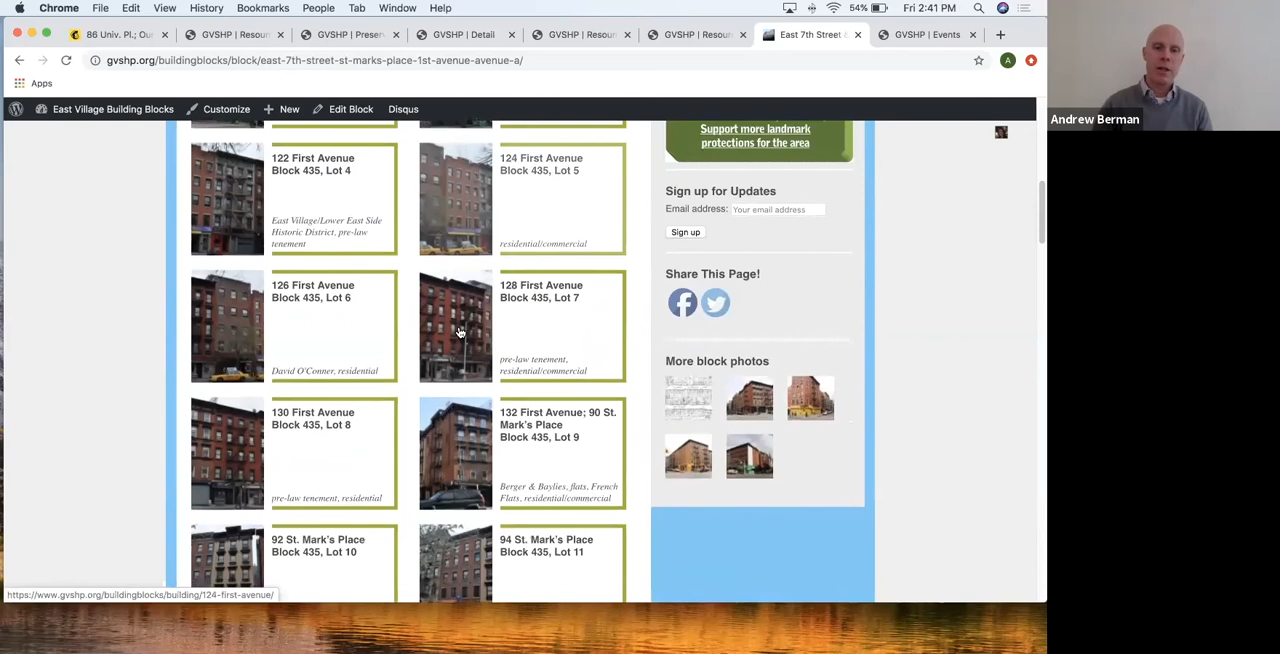 Chrome File Edit View History Bookmarks People Tab Window Help 54% Fri 2:41 PM
86 Univ. Pl.; Ou
GVSHP | Resour
GVSHP | Preser
GVSHP | Detail
GVSHP | Resour
GVSHP | Resour
East 7th Street &
GVSHP | Events
gvshp.org/buildingblocks/block/east-7th-street-st-marks-place-1st-avenue-avenue-a/
A
Apps
East Village Building Blocks Customize New Edit Block Disqus
122 First Avenue
Block 435, Lot 4
East Village/Lower East Side
Historic District, pre-law
tenement
124 First Avenue
Block 435, Lot 5
residential/commercial
126 First Avenue
Block 435, Lot 6
David O'Conner, residential
128 First Avenue
Block 435, Lot 7
pre-law tenement,
residential/commercial
130 First Avenue
Block 435, Lot 8
pre-law tenement, residential
132 First Avenue; 90 St.
Mark's Place
Block 435, Lot 9
Berger & Baylies, flats, French
Flats, residential/commercial
92 St. Mark's Place
Block 435, Lot 10
94 St. Mark's Place
Block 435, Lot 11
Support more landmark
protections for the area
Sign up for Updates
Email address: Your email address
Sign up
Share This Page!
More block photos
https://www.gvshp.org/buildingblocks/building/124-first-avenue/
Andrew Berman